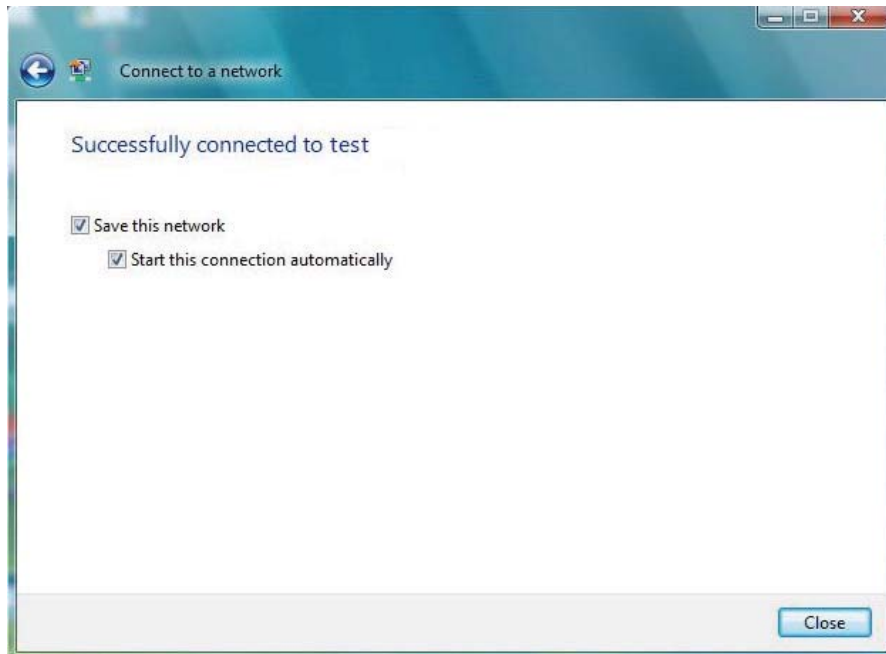 Connect to a network
Successfully connected to test
Save this network
Start this connection automatically
Close